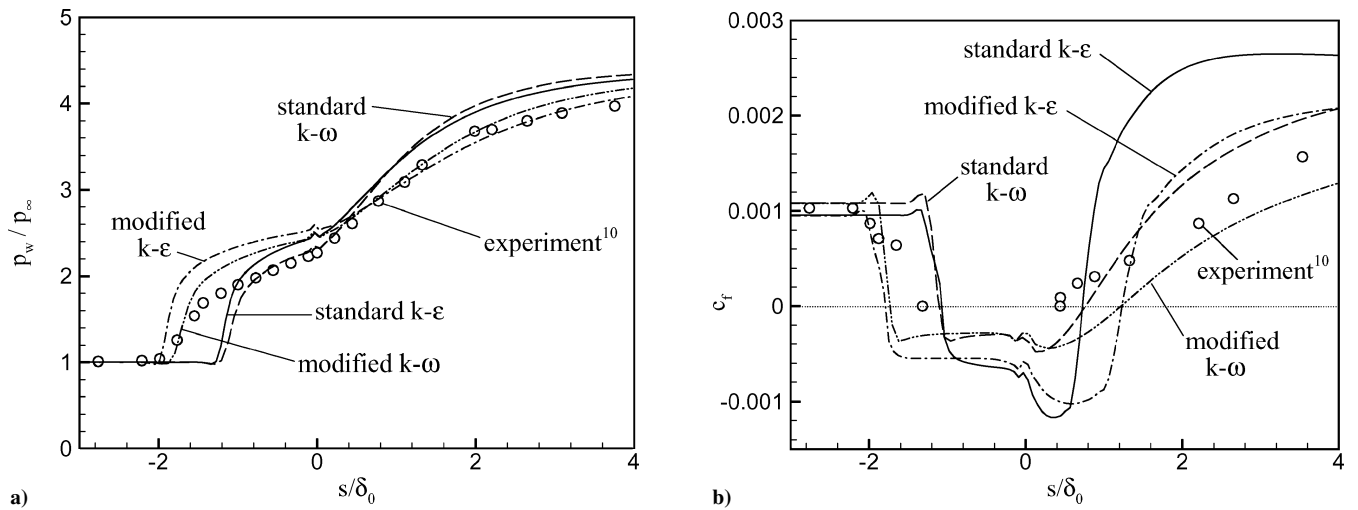 5
4
3
2
1
0
-2
0
2
4
p_w / p_∞
s/δ_0
standard
k-ω
modified
k-ε
experiment^10
standard k-ε
modified k-ω
a)
0.003
0.002
0.001
0
-0.001
-2
0
2
4
c_f
s/δ_0
standard k-ε
modified k-ε
standard
k-ω
experiment^10
modified
k-ω
b)